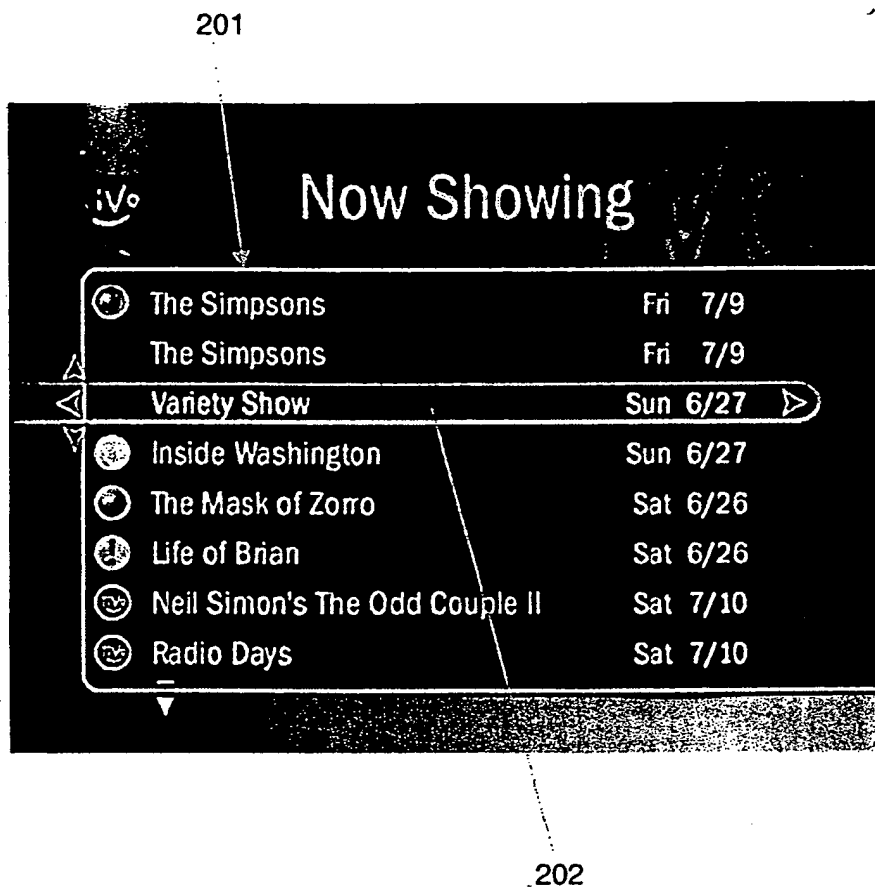 201
Now Showing
The Simpsons Fri 7/9
The Simpsons Fri 7/9
Variety Show Sun 6/27
Inside Washington Sun 6/27
The Mask of Zorro Sat 6/26
Life of Brian Sat 6/26
Neil Simon's The Odd Couple II Sat 7/10
Radio Days Sat 7/10
202